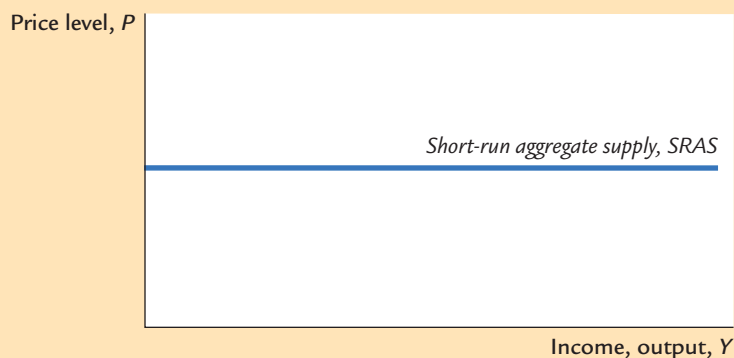 Price level, P
Short-run aggregate supply, SRAS
Income, output, Y